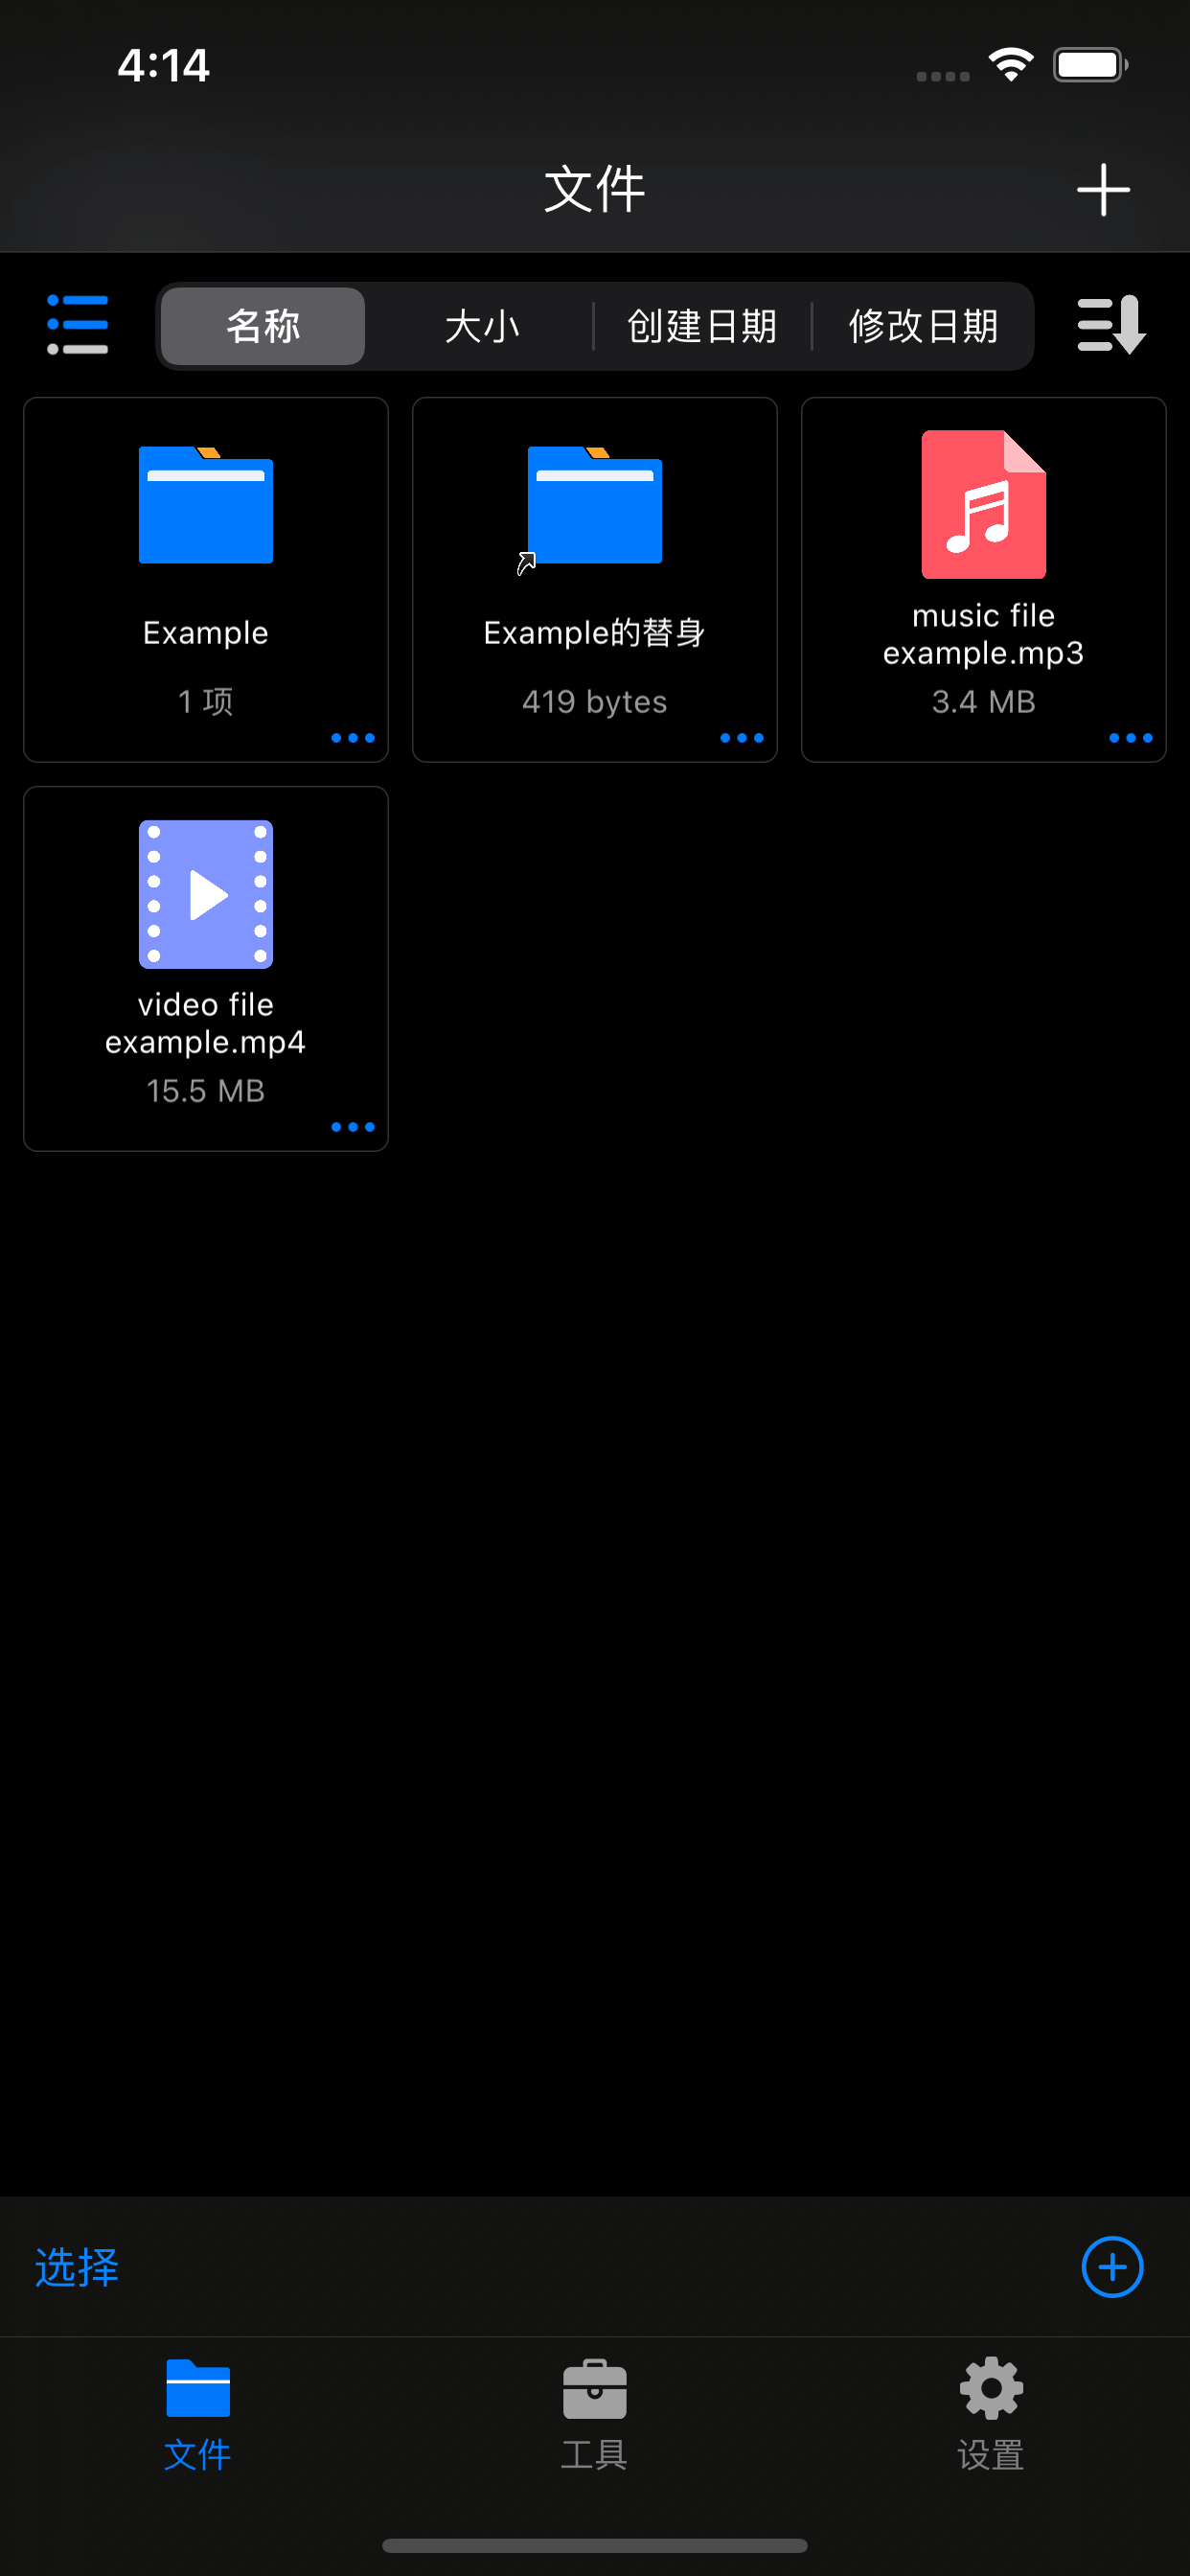 4:14
文件
名称
大小
创建日期
修改日期
Example
1 项
Example的替身
419 bytes
music file
example.mp3
3.4 MB
video file
example.mp4
15.5 MB
选择
文件
工具
设置